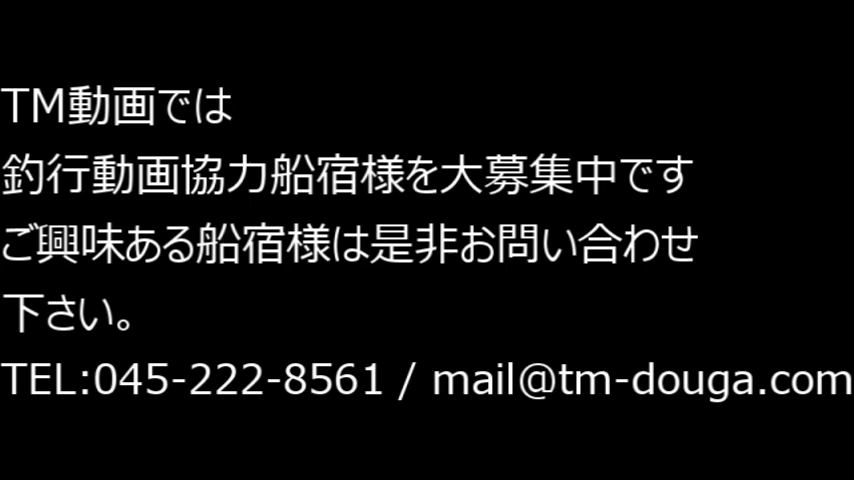 TM動画では
釣行動画協力船宿様を大募集中です
ご興味ある船宿様は是非お問い合わせ
下さい。
TEL:045-222-8561 / mail@tm-douga.com